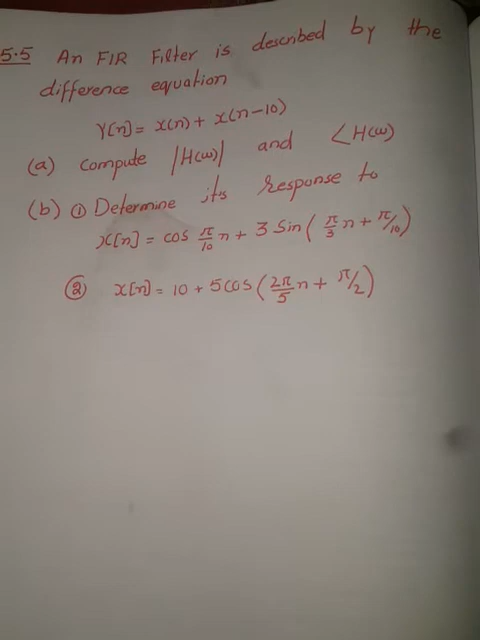 5.5 An FIR Filter is described by the
difference equation
Y[n] = x(n) + x(n-10)
(a) compute |H(ω)| and ∠H(ω)
(b) ① Determine its response to
x[n] = cos π/10 n + 3 sin (π/3 n + π/10)
② x[n] = 10 + 5 cos (2π/5 n + π/2)